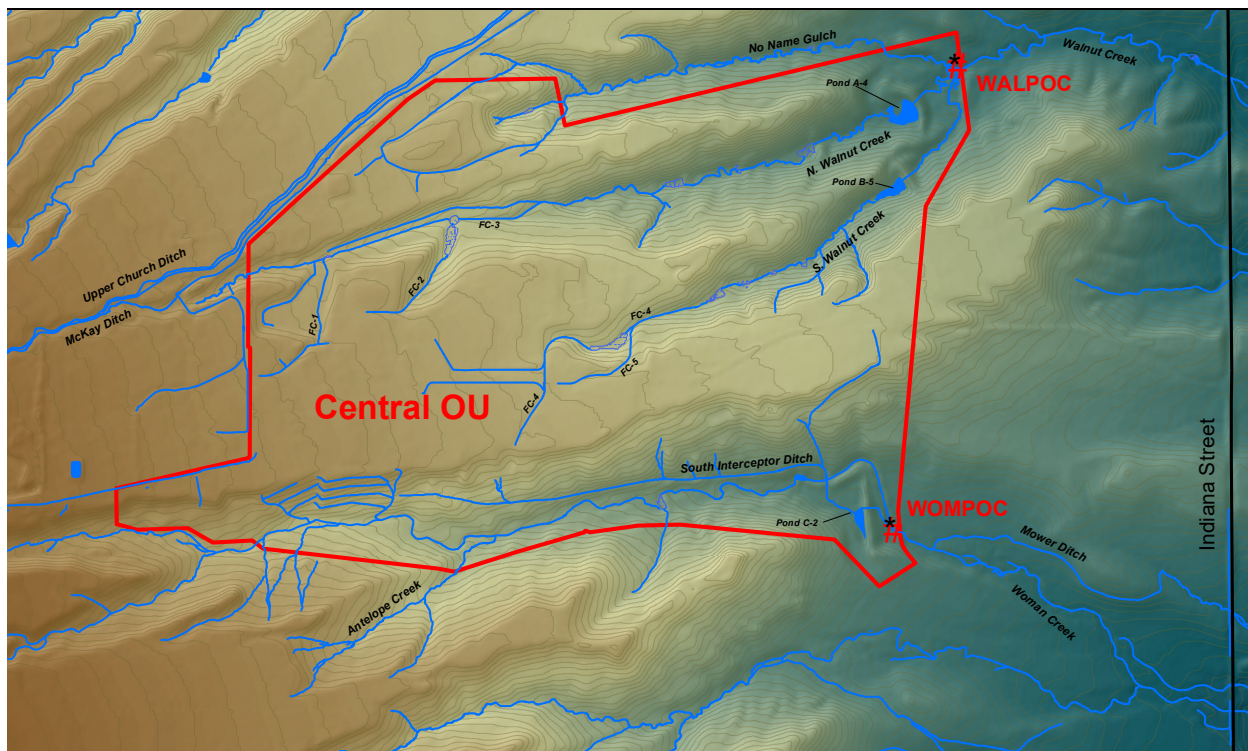 No Name Gulch
Walnut Creek
*
#
WALPOC
Pond A-4
N. Walnut Creek
Pond B-5
FC-3
S. Walnut Creek
Upper Church Ditch
FC-2
McKay Ditch
FC-1
FC-4
FC-5
Central OU
FC-4
South Interceptor Ditch
WOMPOC
*
#
Pond C-2
Indiana Street
Mower Ditch
Antelope Creek
Woman Creek